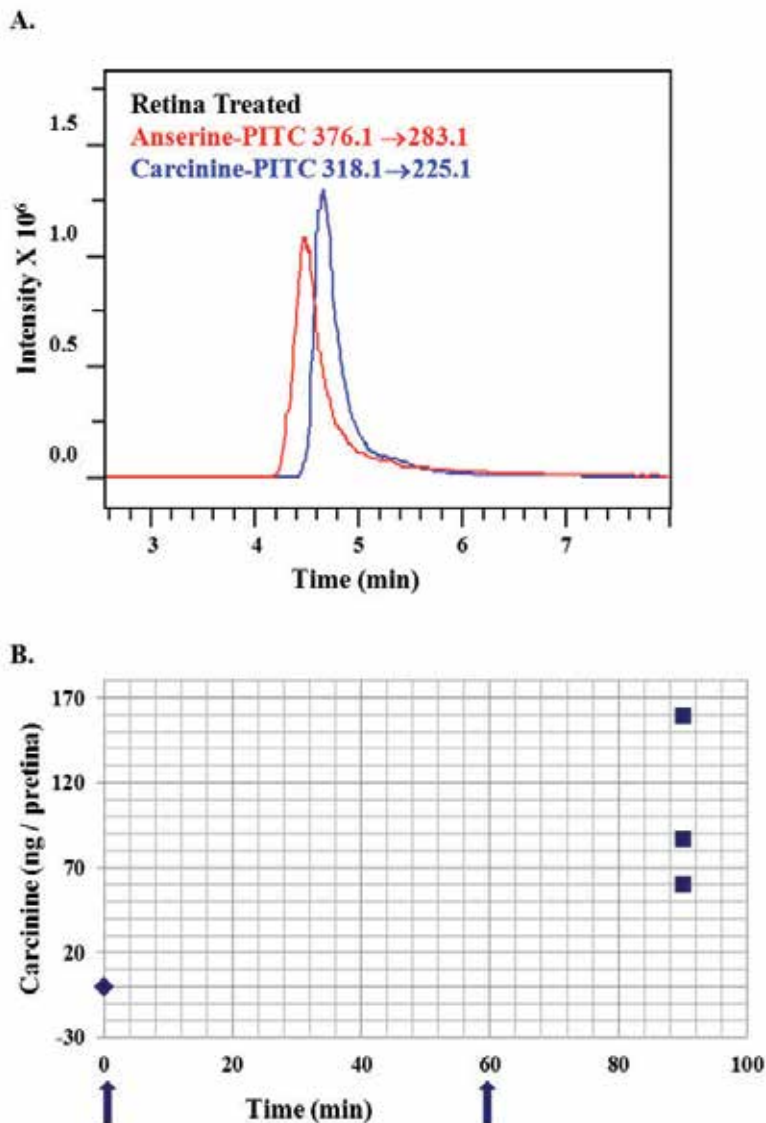 A.
Retina Treated
Anserine-PITC 376.1 →283.1
Carcinine-PITC 318.1→225.1
Intensity X 10⁶
1.5
1.0
0.5
0.0
3 4 5 6 7
Time (min)
B.
Carcinine (ng / pretina)
170
120
70
20
-30
0 20 40 60 80 100
Time (min)